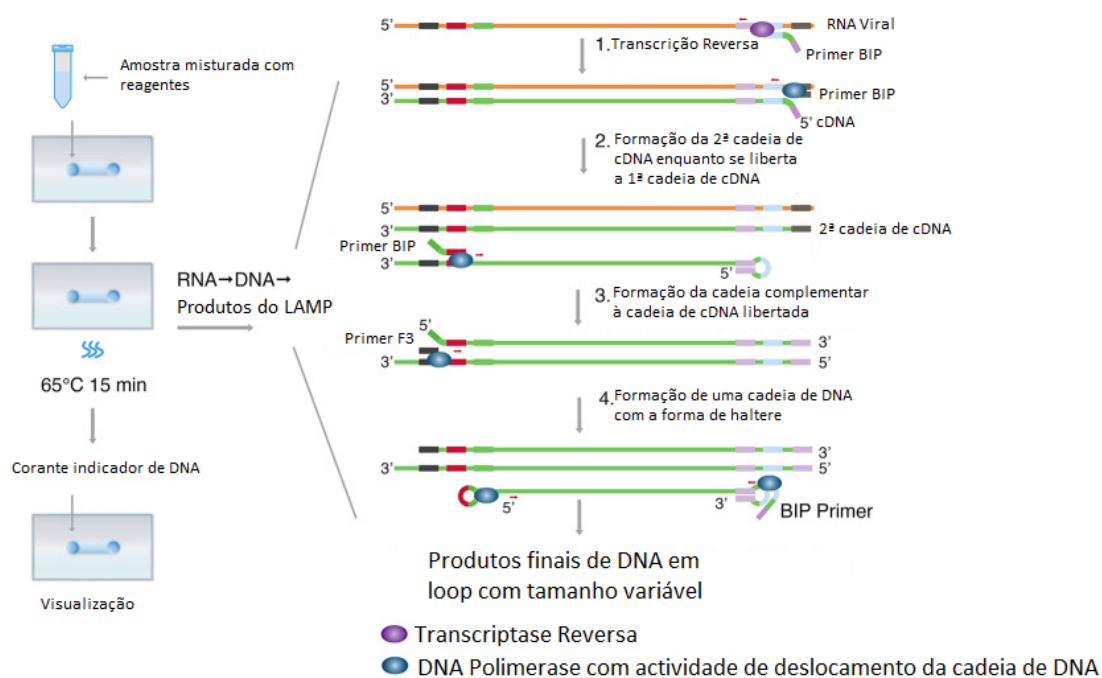 Amostra misturada com
reagentes
RNA→DNA→
Produtos do LAMP
65°C 15 min
Corante indicador de DNA
Visualização
5’
RNA Viral
Primer BIP
1. Transcrição Reversa
5’
3’
Primer BIP
5’ cDNA
2. Formação da 2ª cadeia de
cDNA enquanto se liberta
a 1ª cadeia de cDNA
5’
3’
2ª cadeia de cDNA
Primer BIP
3’
5’
3. Formação da cadeia complementar
à cadeia de cDNA libertada
5’
Primer F3
3’
3’
5’
4. Formação de uma cadeia de DNA
com a forma de haltere
3’
3’
5’
5’
3’
BIP Primer
Produtos finais de DNA em
loop com tamanho variável
Transcriptase Reversa
DNA Polimerase com actividade de deslocamento da cadeia de DNA